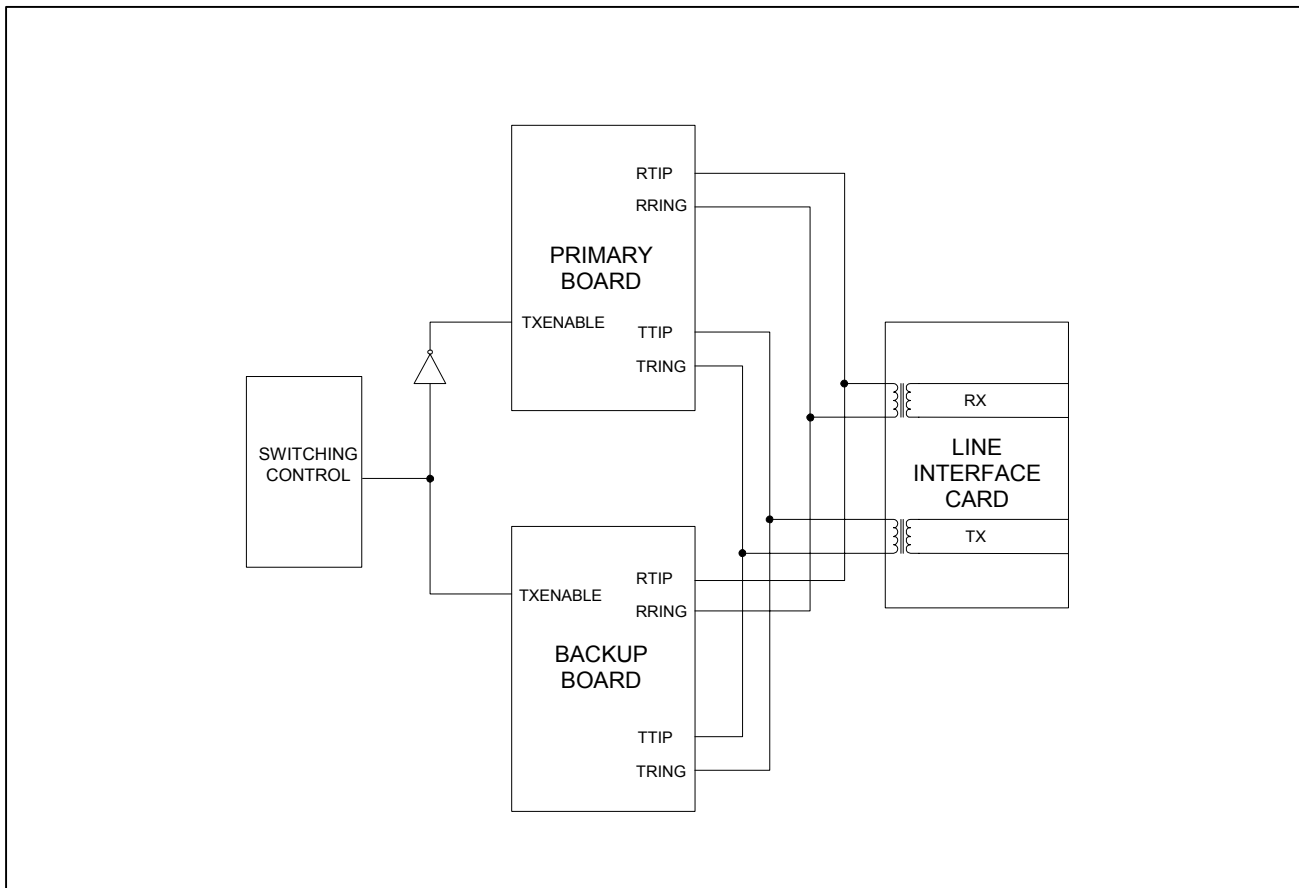 RTIP
RRING
PRIMARY
BOARD
TXENABLE
TTIP
TRING
SWITCHING
CONTROL
RX
LINE
INTERFACE
CARD
TX
RTIP
TXENABLE
RRING
BACKUP
BOARD
TTIP
TRING